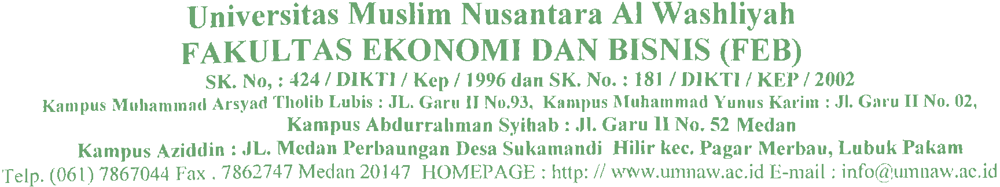 Universitas Muslim Nusantara Al Washliyah
FAKULTAS EKONOMI DAN BISNIS (FEB)
SK. No, : 424 / DIKTI / Kep / 1996 dan SK. No. : 181 / DIKTI / KEP / 2002
Kampus Muhammad Arsyad Tholib Lubis : JL. Garu II No.93, Kampus Muhammad Yunus Karim : Jl. Garu II No. 02,
Kampus Abdurrahman Syihab : Jl. Garu II No. 52 Medan
Kampus Aziddin : JL. Medan Perbaungan Desa Sukamandi Hilir kec. Pagar Merbau, Lubuk Pakam
Telp. (061) 7867044 Fax . 7862747 Medan 20147 HOMEPAGE : http: // www.umnaw.ac.id E-mail : info@umnaw.ac.id